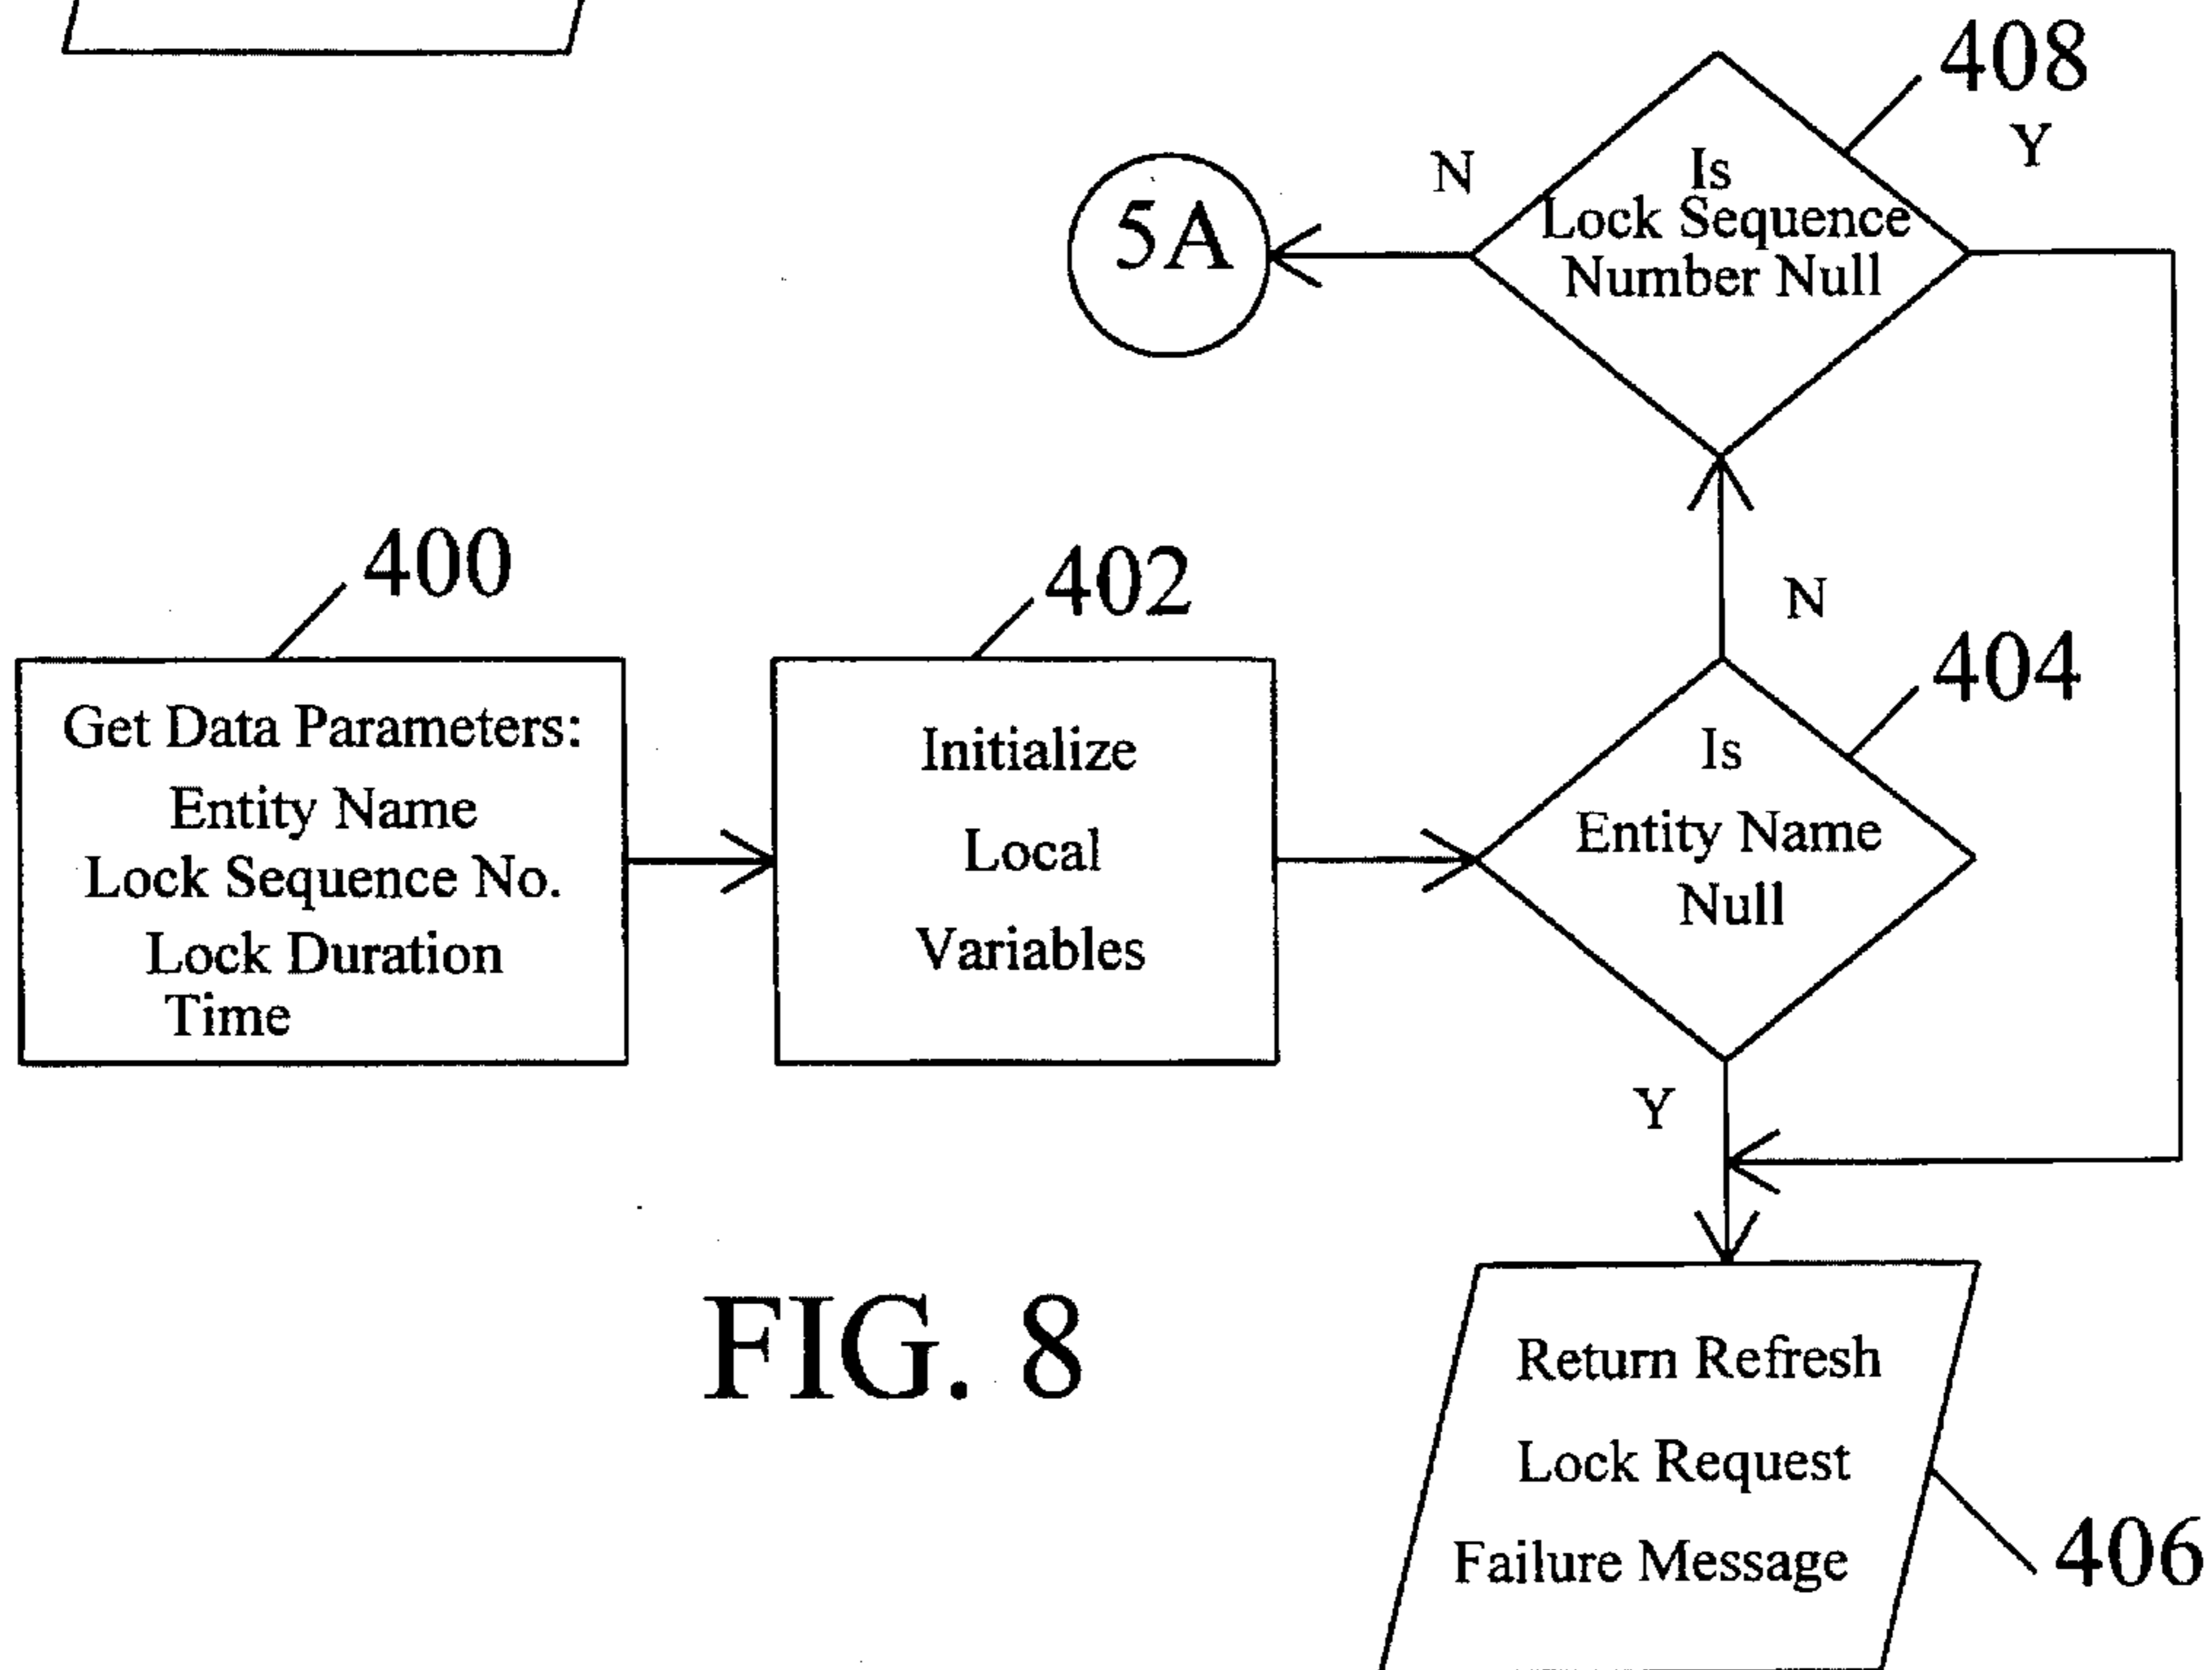 408
Y
N
Is
Lock Sequence
Number Null
5A
400
402
N
404
Get Data Parameters:
Entity Name
Lock Sequence No.
Lock Duration
Time
Initialize
Local
Variables
Is
Entity Name
Null
Y
FIG. 8
Return Refresh
Lock Request
Failure Message
406